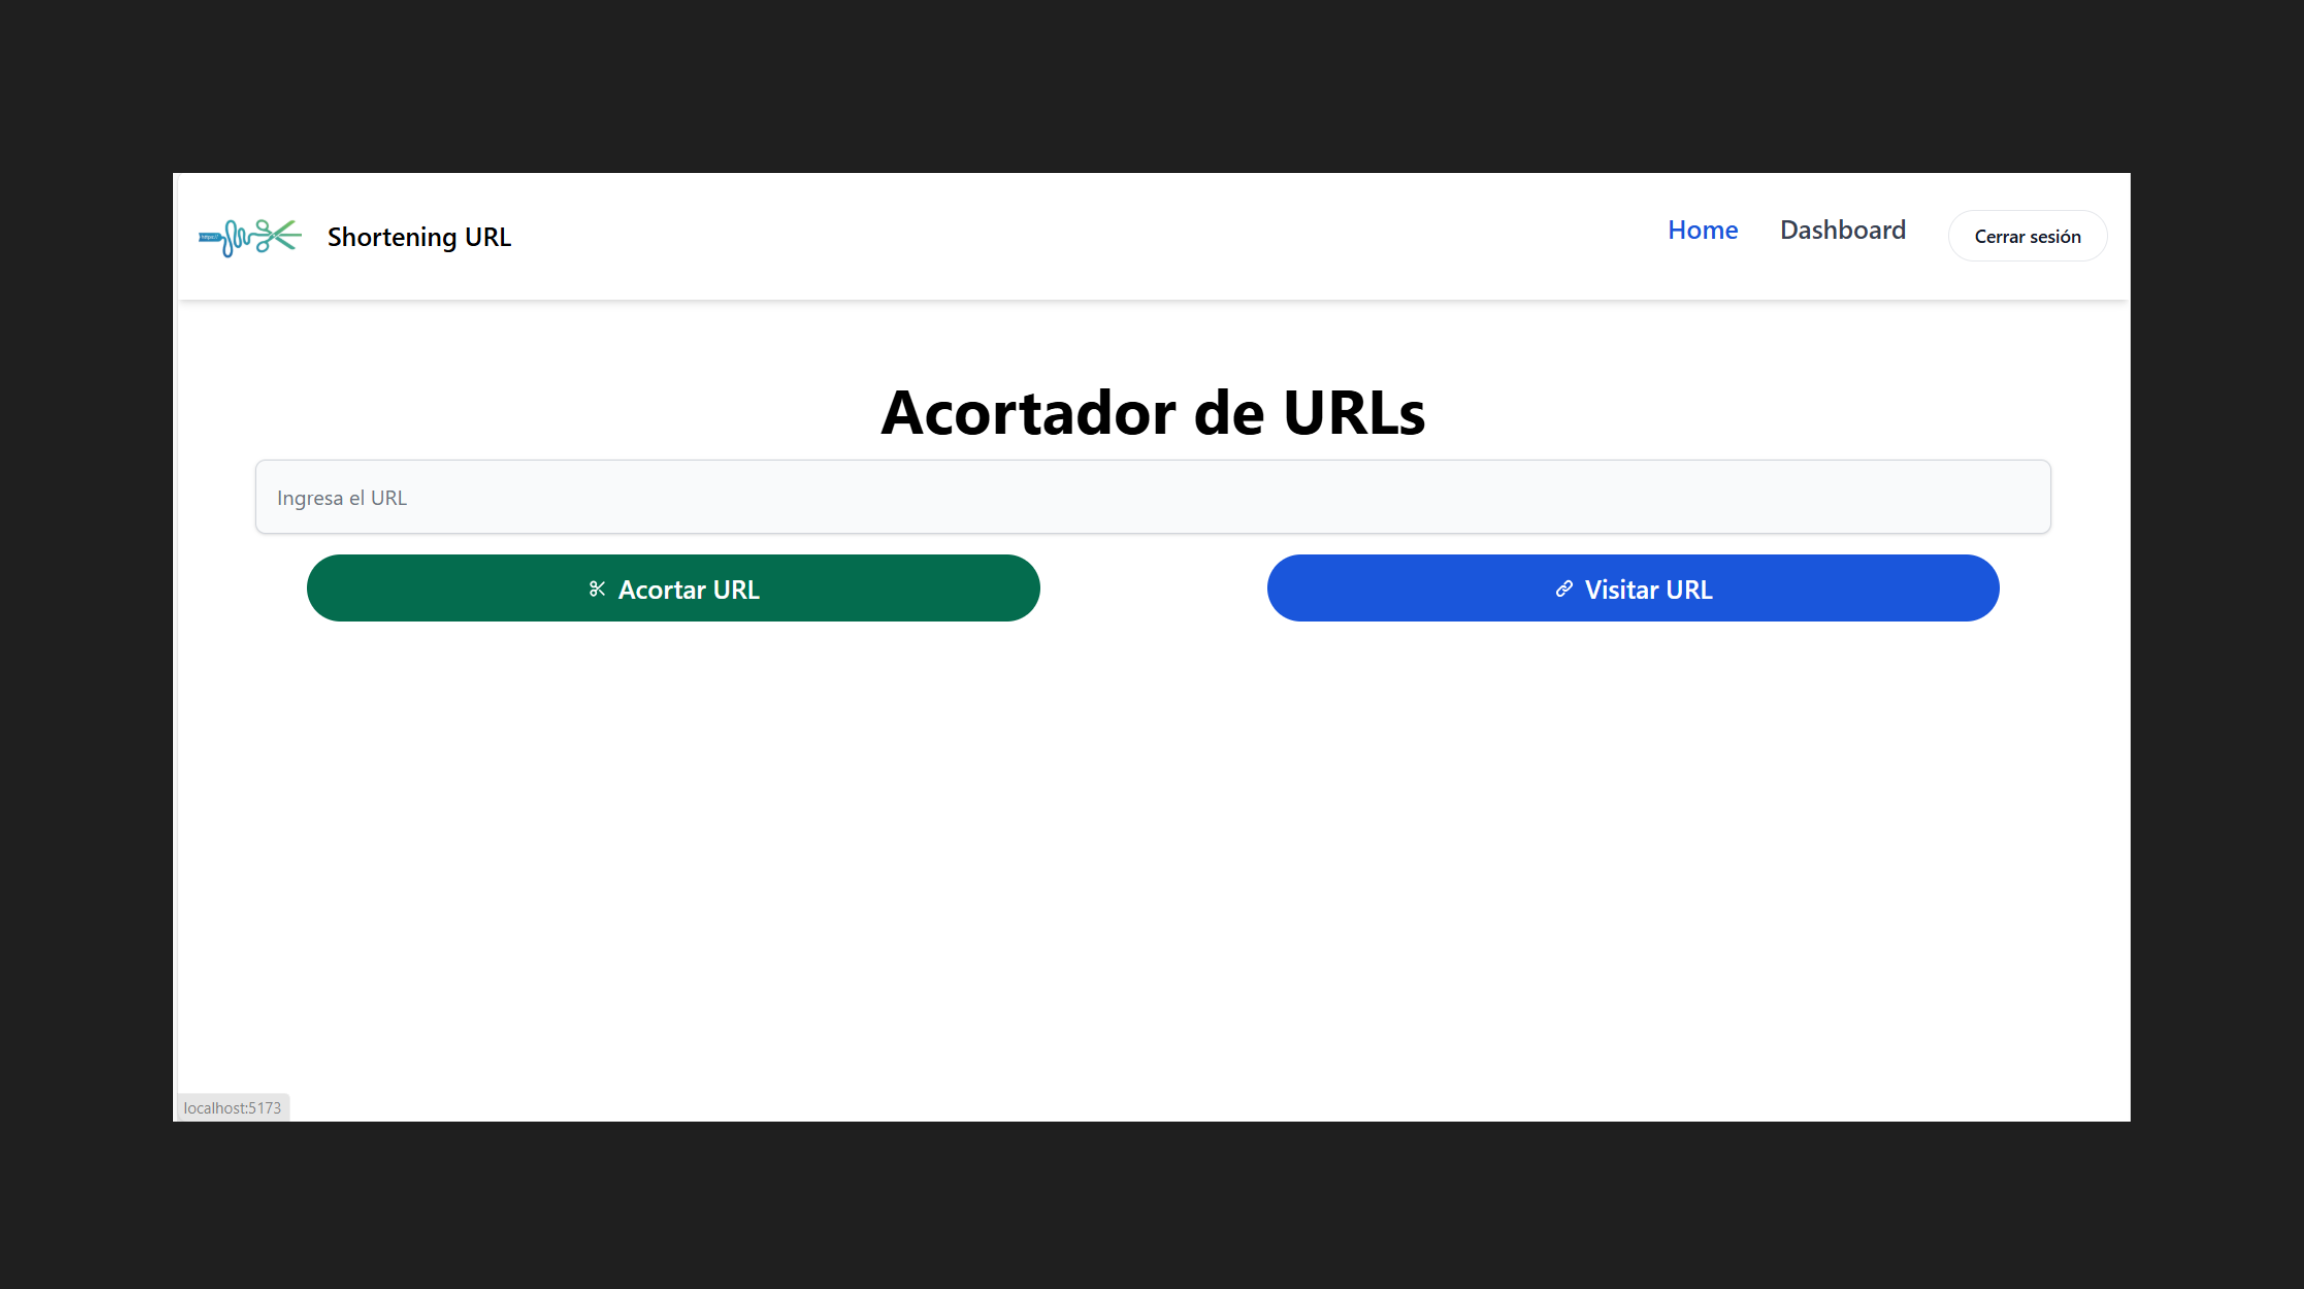 Shortening URL
Home
Dashboard
Cerrar sesión
Acortador de URLs
Ingresa el URL
Acortar URL
Visitar URL
localhost:5173